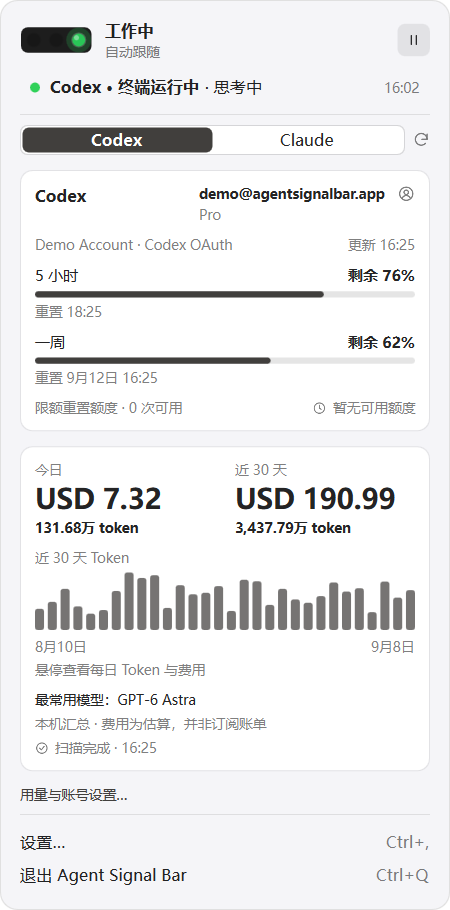 工作中
自动跟随
Codex • 终端运行中 · 思考中 16:02
Codex Claude
Codex demo@agentsignalbar.app
Pro
Demo Account · Codex OAuth 更新 16:25
5 小时 剩余 76%
重置 18:25
一周 剩余 62%
重置 9月12日 16:25
限额重置额度 · 0 次可用 暂无可用额度
今日 近 30 天
USD 7.32 USD 190.99
131.68万 token 3,437.79万 token
近 30 天 Token
8月10日 9月8日
悬停查看每日 Token 与费用
最常用模型：GPT-6 Astra
本机汇总 · 费用为估算，并非订阅账单
扫描完成 · 16:25
用量与账号设置...
设置... Ctrl+,
退出 Agent Signal Bar Ctrl+Q